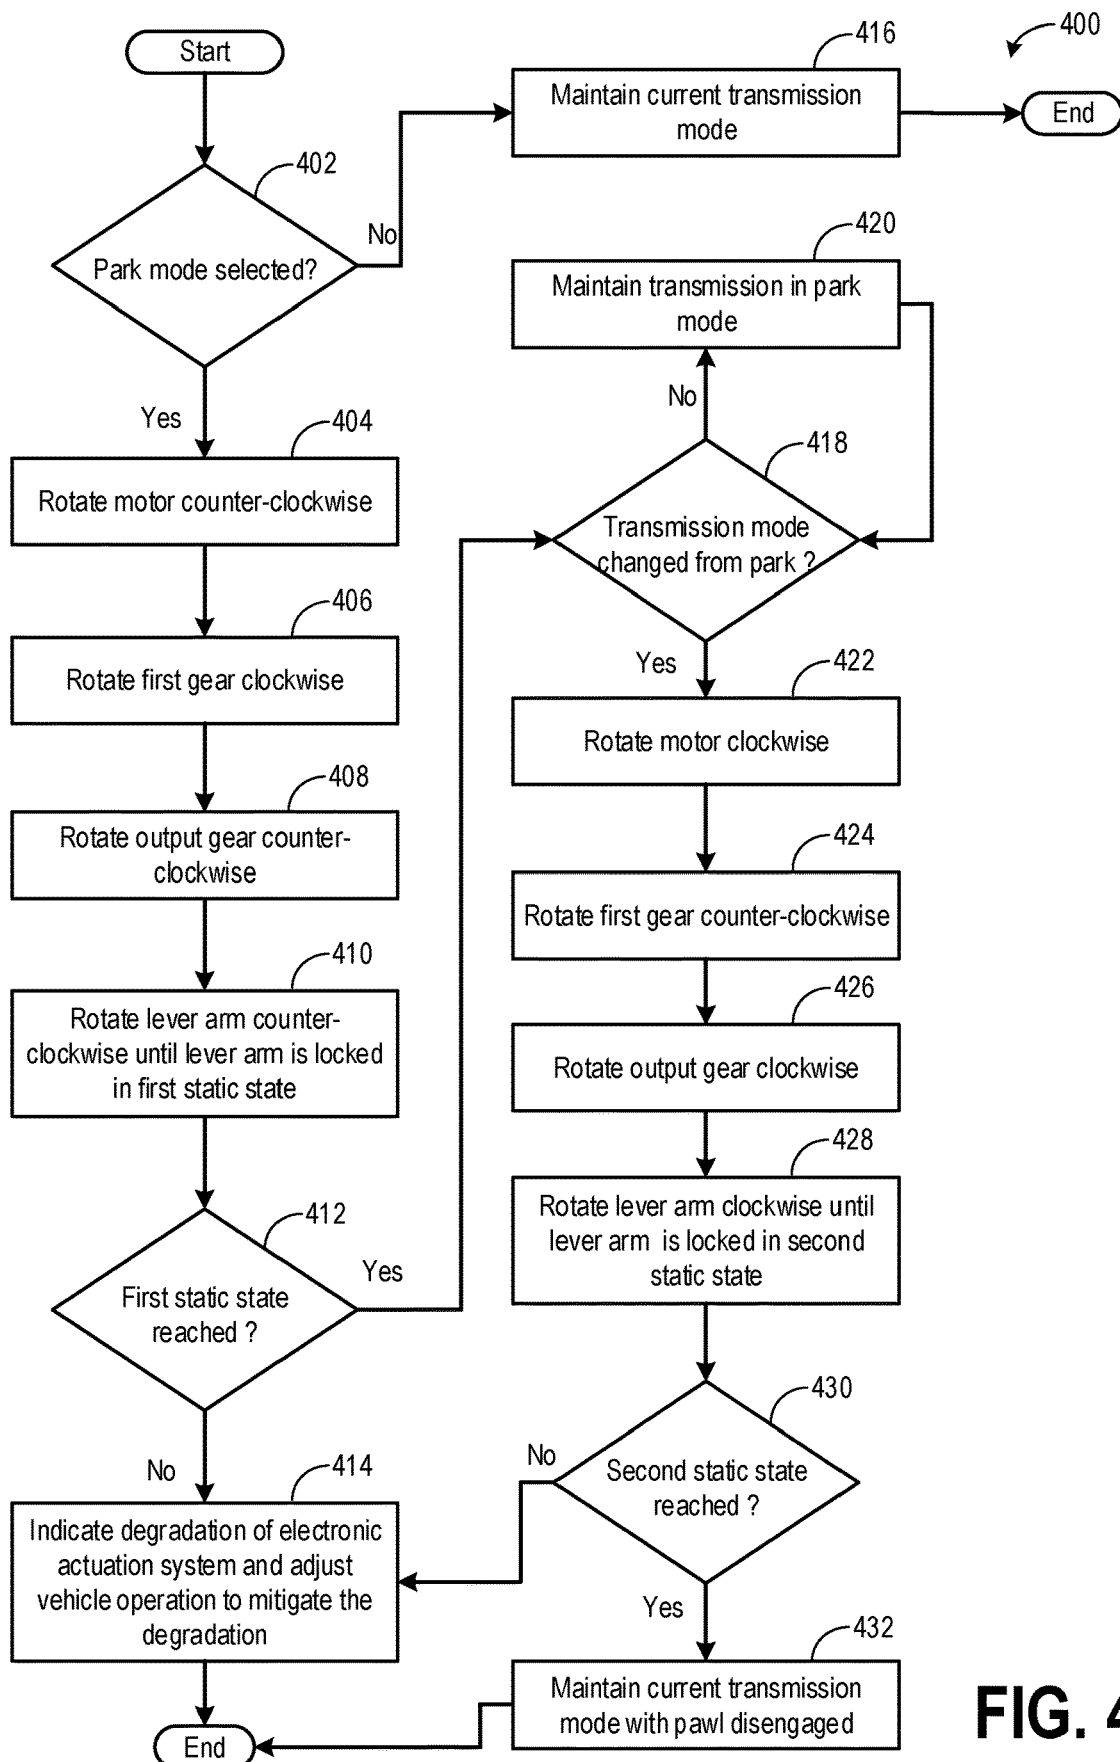 Start
402
Park mode selected?
No
416
Maintain current transmission
mode
400
End
Yes
404
Rotate motor counter-clockwise
406
Rotate first gear clockwise
408
Rotate output gear counter-
clockwise
410
Rotate lever arm counter-
clockwise until lever arm is locked
in first static state
412
First static state
reached ?
Yes
No
414
Indicate degradation of electronic
actuation system and adjust
vehicle operation to mitigate the
degradation
End
420
Maintain transmission in park
mode
No
418
Transmission mode
changed from park ?
Yes
422
Rotate motor clockwise
424
Rotate first gear counter-clockwise
426
Rotate output gear clockwise
428
Rotate lever arm clockwise until
lever arm is locked in second
static state
430
Second static state
reached ?
No
Yes
432
Maintain current transmission
mode with pawl disengaged
FIG. 4